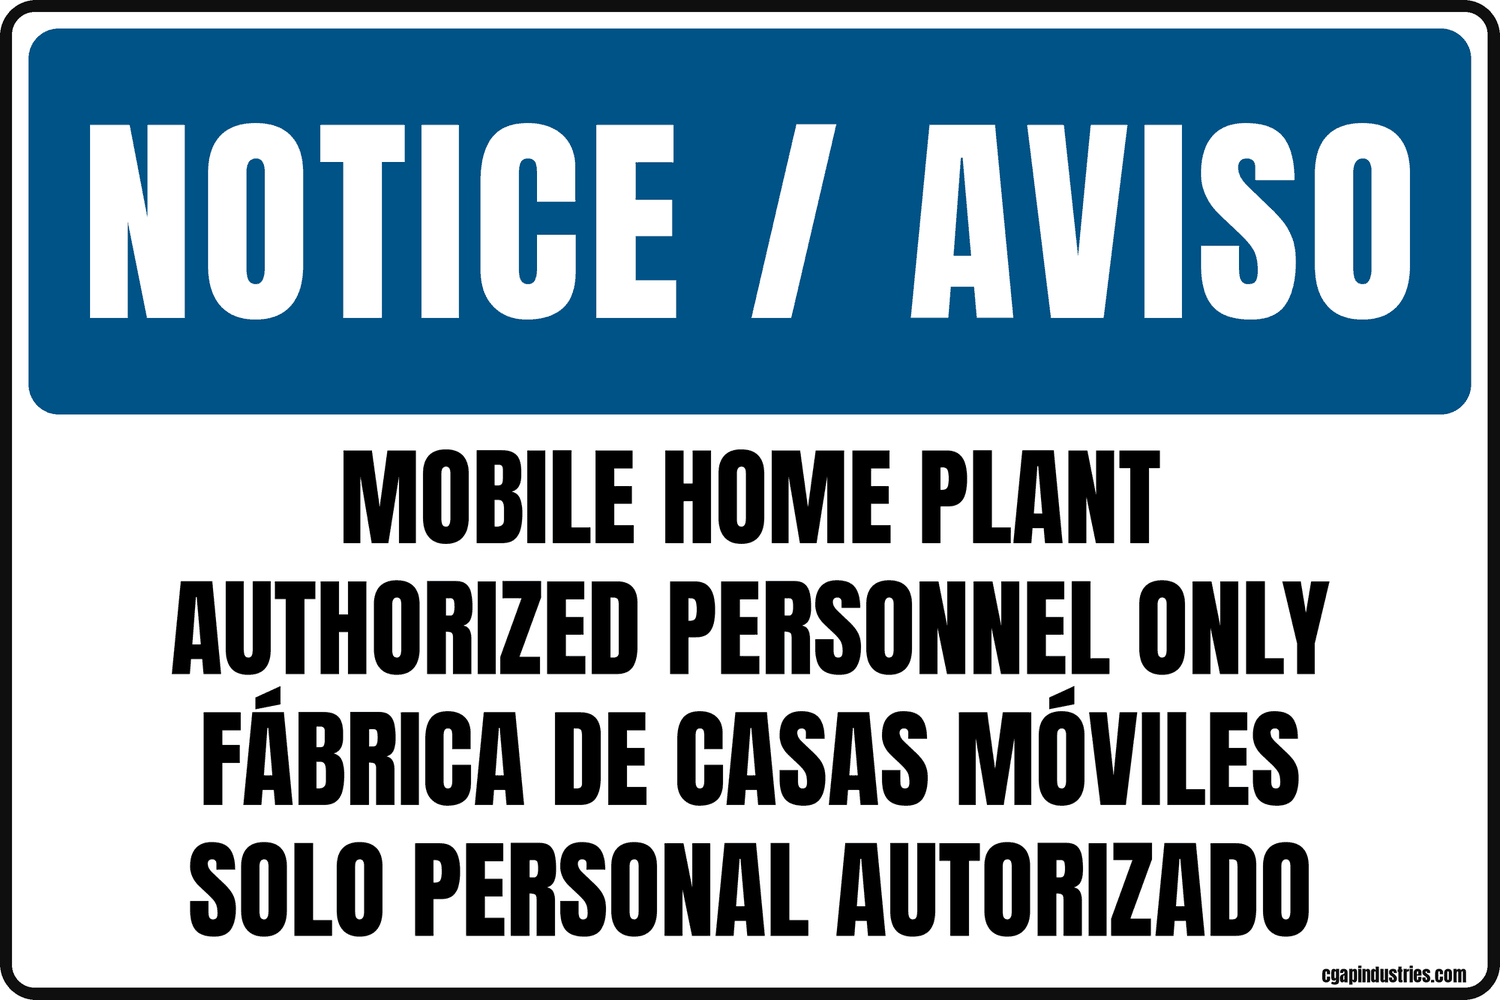 NOTICE / AVISO
MOBILE HOME PLANT
AUTHORIZED PERSONNEL ONLY
FÁBRICA DE CASAS MÓVILES
SOLO PERSONAL AUTORIZADO
cgapindustries.com